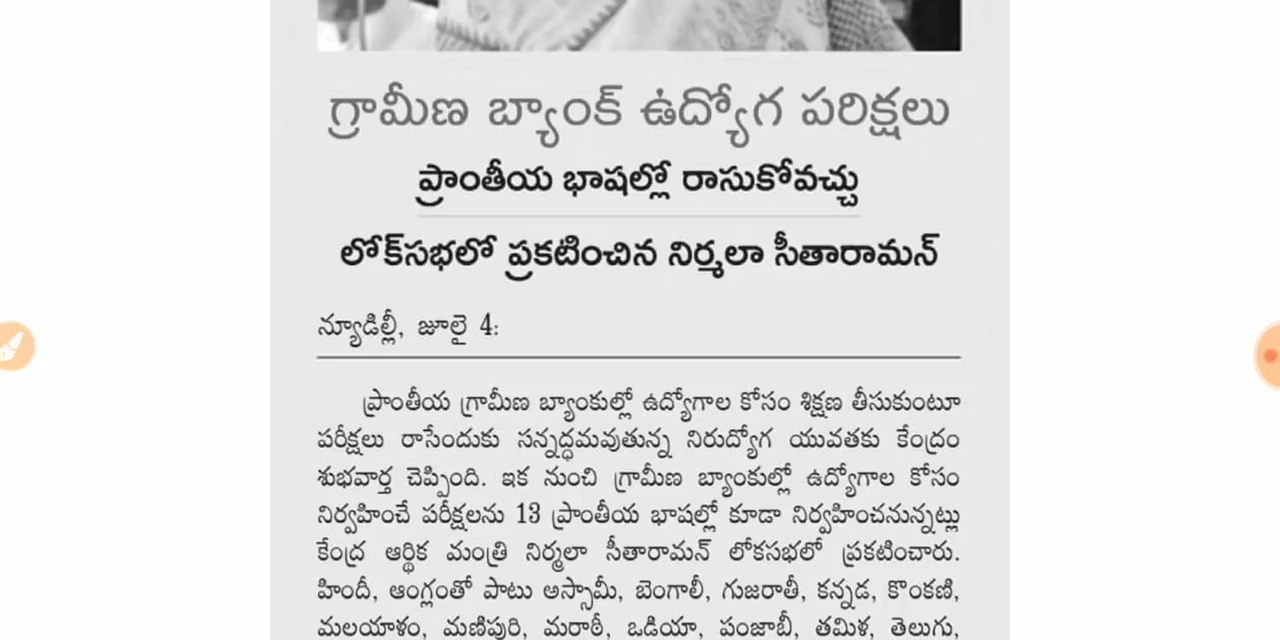 గ్రామీణ బ్యాంక్ ఉద్యోగ పరిక్షలు
ప్రాంతీయ భాషల్లో రాసుకోవచ్చు
లోక్‌సభలో ప్రకటించిన నిర్మలా సీతారామన్
న్యూడిల్లీ, జూలై 4:
ప్రాంతీయ గ్రామీణ బ్యాంకుల్లో ఉద్యోగాల కోసం శిక్షణ తీసుకుంటూ
పరీక్షలు రాసేందుకు సన్నద్ధమవుతున్న నిరుద్యోగ యువతకు కేంద్రం
శుభవార్త చెప్పింది. ఇక నుంచి గ్రామీణ బ్యాంకుల్లో ఉద్యోగాల కోసం
నిర్వహించే పరీక్షలను 13 ప్రాంతీయ భాషల్లో కూడా నిర్వహించనున్నట్లు
కేంద్ర ఆర్థిక మంత్రి నిర్మలా సీతారామన్ లోకసభలో ప్రకటించారు.
హిందీ, ఆంగ్లంతో పాటు అస్సామీ, బెంగాలీ, గుజరాతీ, కన్నడ, కొంకణి,
మలయాళం, మణిపురి, మరాఠీ, ఒడియా, పంజాబీ, తమిళ, తెలుగు,